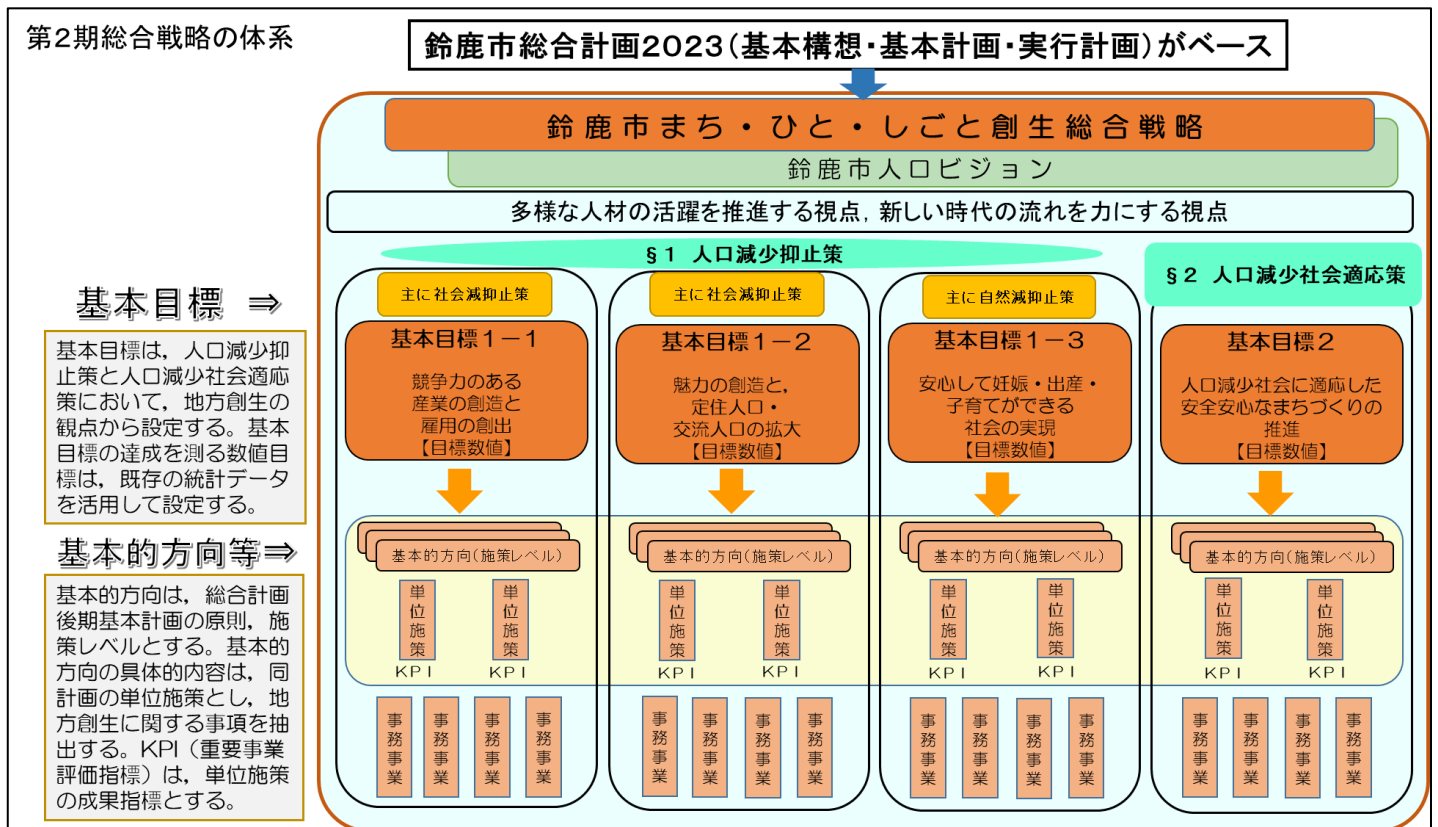 第2期総合戦略の体系
鈴鹿市総合計画2023(基本構想・基本計画・実行計画)がベース
鈴鹿市まち・ひと・しごと創生総合戦略
鈴鹿市人口ビジョン
多様な人材の活躍を推進する視点,新しい時代の流れを力にする視点
§1 人口減少抑止策
§2 人口減少社会適応策
基本目標 ⇒
基本目標は,人口減少抑
止策と人口減少社会適応
策において,地方創生の
観点から設定する。基本
目標の達成を測る数値目
標は,既存の統計データ
を活用して設定する。
主に社会減抑止策
基本目標1-1
競争力のある
産業の創造と
雇用の創出
【目標数値】
主に社会減抑止策
基本目標1-2
魅力の創造と,
定住人口・
交流人口の拡大
【目標数値】
主に自然減抑止策
基本目標1-3
安心して妊娠・出産・
子育てができる
社会の実現
【目標数値】
基本目標2
人口減少社会に適応した
安全安心なまちづくりの
推進
【目標数値】
基本的方向等⇒
基本的方向は,総合計画
後期基本計画の原則,施
策レベルとする。基本的
方向の具体的内容は,同
計画の単位施策とし,地
方創生に関する事項を抽
出する。KPI(重要事業
評価指標)は,単位施策
の成果指標とする。
基本的方向(施策レベル)
単位施策
単位施策
KPI
KPI
事務事業
事務事業
事務事業
事務事業
基本的方向(施策レベル)
単位施策
単位施策
KPI
KPI
事務事業
事務事業
事務事業
事務事業
基本的方向(施策レベル)
単位施策
単位施策
KPI
KPI
事務事業
事務事業
事務事業
事務事業
基本的方向(施策レベル)
単位施策
単位施策
KPI
KPI
事務事業
事務事業
事務事業
事務事業